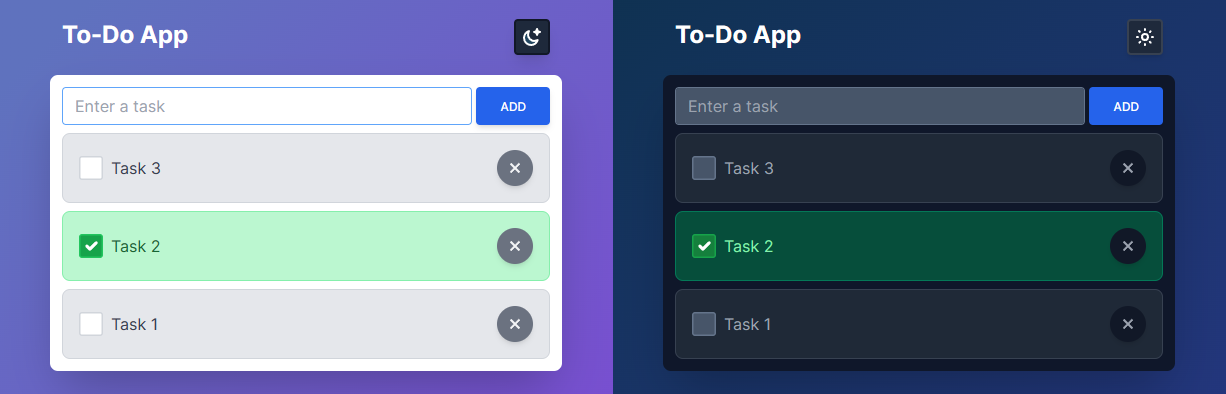 To-Do App
Enter a task
ADD
Task 3
Task 2
Task 1
To-Do App
Enter a task
ADD
Task 3
Task 2
Task 1